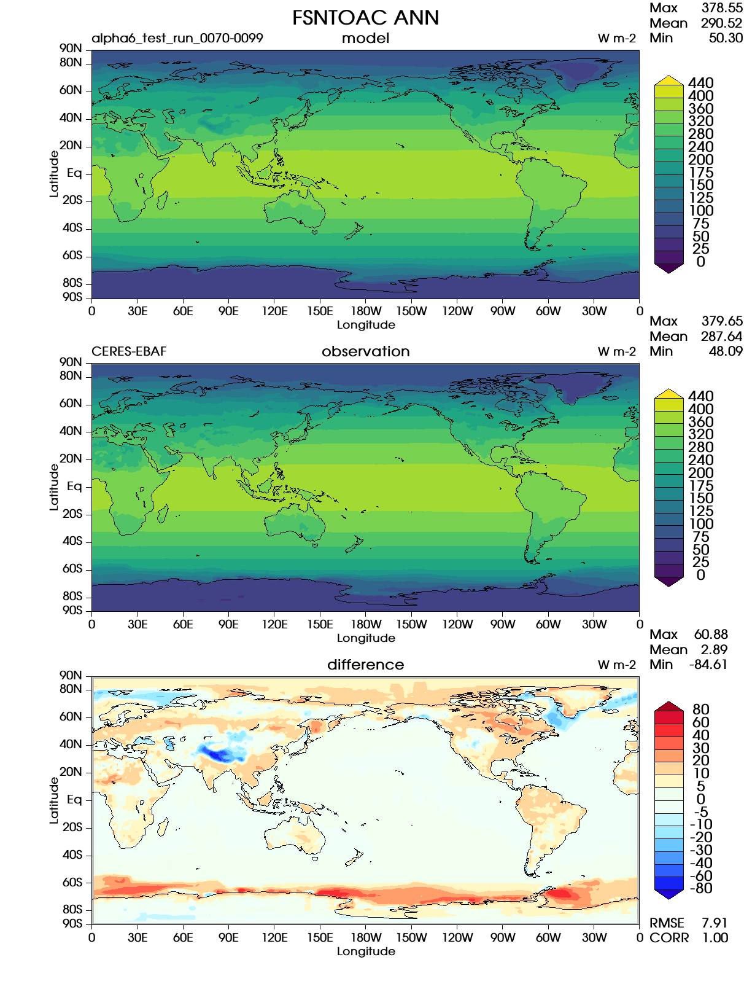 FSNTOAC ANN
alpha6_test_run_0070-0099 model W m-2
Max 378.55
Mean 290.52
Min 50.30
90N
80N
60N
40N
20N
Eq
20S
40S
60S
80S
90S
Latitude
0 30E 60E 90E 120E 150E 180W 150W 120W 90W 60W 30W 0
Longitude
440
400
360
320
280
240
200
175
150
125
100
75
50
25
0
CERES-EBAF observation W m-2
Max 379.65
Mean 287.64
Min 48.09
90N
80N
60N
40N
20N
Eq
20S
40S
60S
80S
90S
Latitude
0 30E 60E 90E 120E 150E 180W 150W 120W 90W 60W 30W 0
Longitude
440
400
360
320
280
240
200
175
150
125
100
75
50
25
0
difference W m-2
Max 60.88
Mean 2.89
Min -84.61
90N
80N
60N
40N
20N
Eq
20S
40S
60S
80S
90S
Latitude
0 30E 60E 90E 120E 150E 180W 150W 120W 90W 60W 30W 0
Longitude
80
60
40
30
20
10
5
0
-5
-10
-20
-30
-40
-60
-80
RMSE 7.91
CORR 1.00